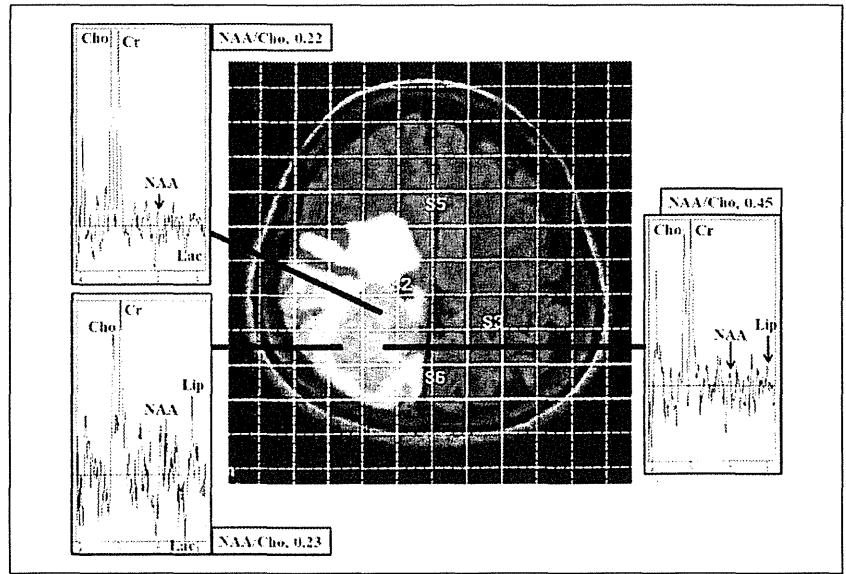 Cho Cr
NAA/Cho, 0.22
NAA
Lac
S5
S2
S3
S6
NAA/Cho, 0.45
Cho Cr
NAA
Lip
Cr
Cho
Lip
NAA
Lac
NAA/Cho, 0.23